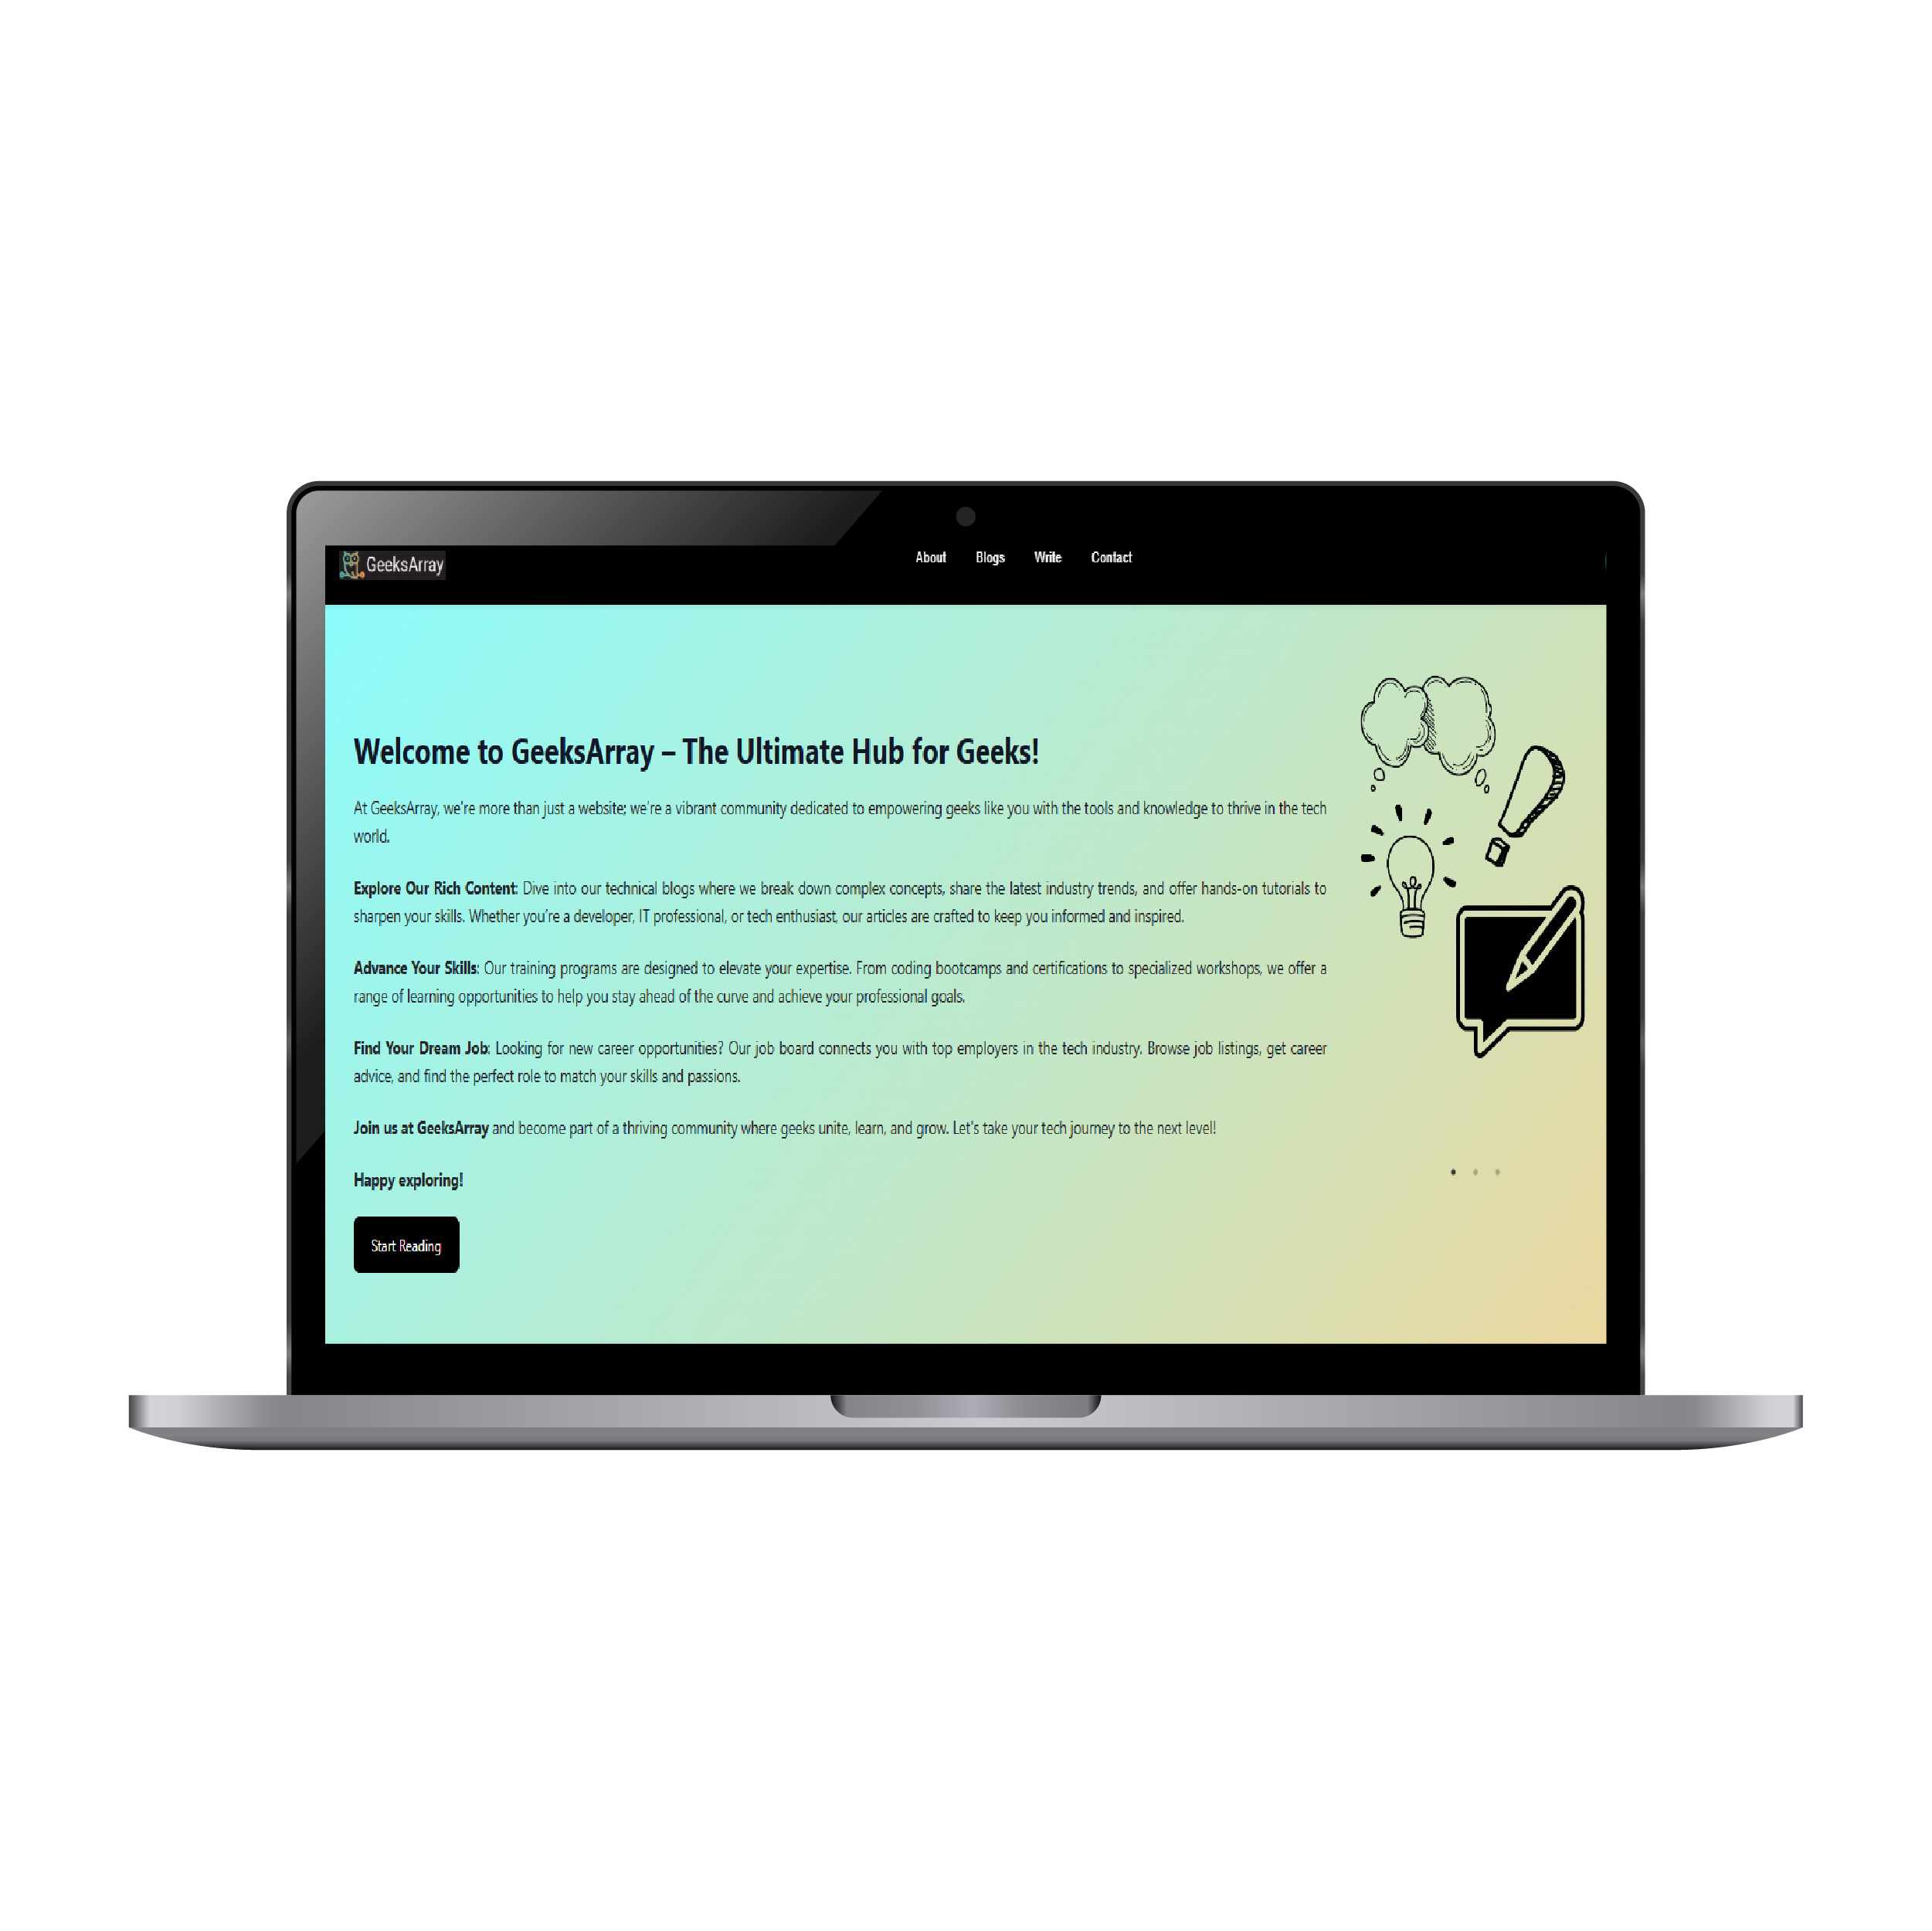 GeeksArray
About Blogs Write Contact
Welcome to GeeksArray – The Ultimate Hub for Geeks!
At GeeksArray, we're more than just a website; we're a vibrant community dedicated to empowering geeks like you with the tools and knowledge to thrive in the tech
world.
Explore Our Rich Content: Dive into our technical blogs where we break down complex concepts, share the latest industry trends, and offer hands-on tutorials to
sharpen your skills. Whether you're a developer, IT professional, or tech enthusiast, our articles are crafted to keep you informed and inspired.
Advance Your Skills: Our training programs are designed to elevate your expertise. From coding bootcamps and certifications to specialized workshops, we offer a
range of learning opportunities to help you stay ahead of the curve and achieve your professional goals.
Find Your Dream Job: Looking for new career opportunities? Our job board connects you with top employers in the tech industry. Browse job listings, get career
advice, and find the perfect role to match your skills and passions.
Join us at GeeksArray and become part of a thriving community where geeks unite, learn, and grow. Let's take your tech journey to the next level!
Happy exploring!
Start Reading